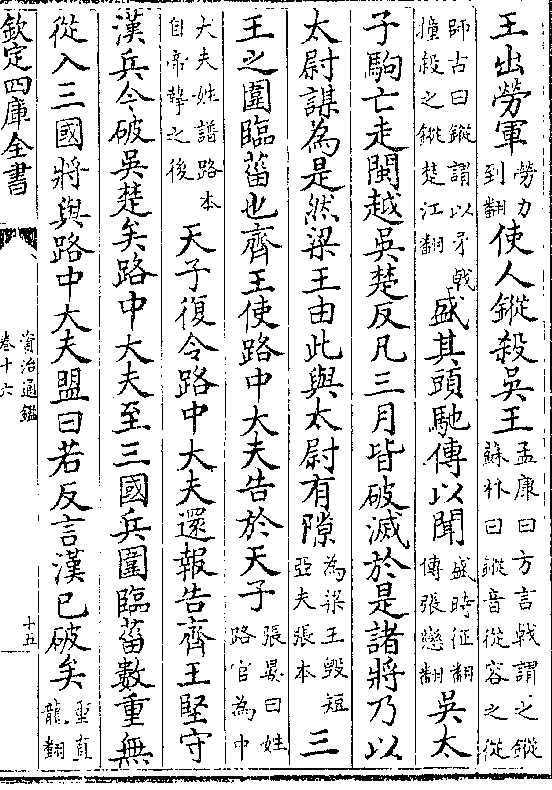 王出勞軍勞力到翻使人鏦殺吳王孟康曰方言戟謂之鏦蘇林曰鏦音從容之從
師古曰鏦謂以矛戟撞殺之鏦楚江翻盛其頭馳傳以聞盛時征翻傳張戀翻吳太
子駒亡走閩越吳楚反凡三月皆破滅於是諸將乃以
太尉謀為是然梁王由此與太尉有隙為梁王毀短亞夫張本三
王之圍臨菑也齊王使路中大夫告於天子張晏曰姓路官為中
大夫姓譜路本自帝摯之後天子復令路中大夫還報告齊王堅守
漢兵今破吳楚矣路中大夫至三國兵圍臨菑數重無
從入三國將與路中大夫盟曰若反言漢已破矣重直龍翻
欽定四庫全書
資治通鑑
卷十六
十五